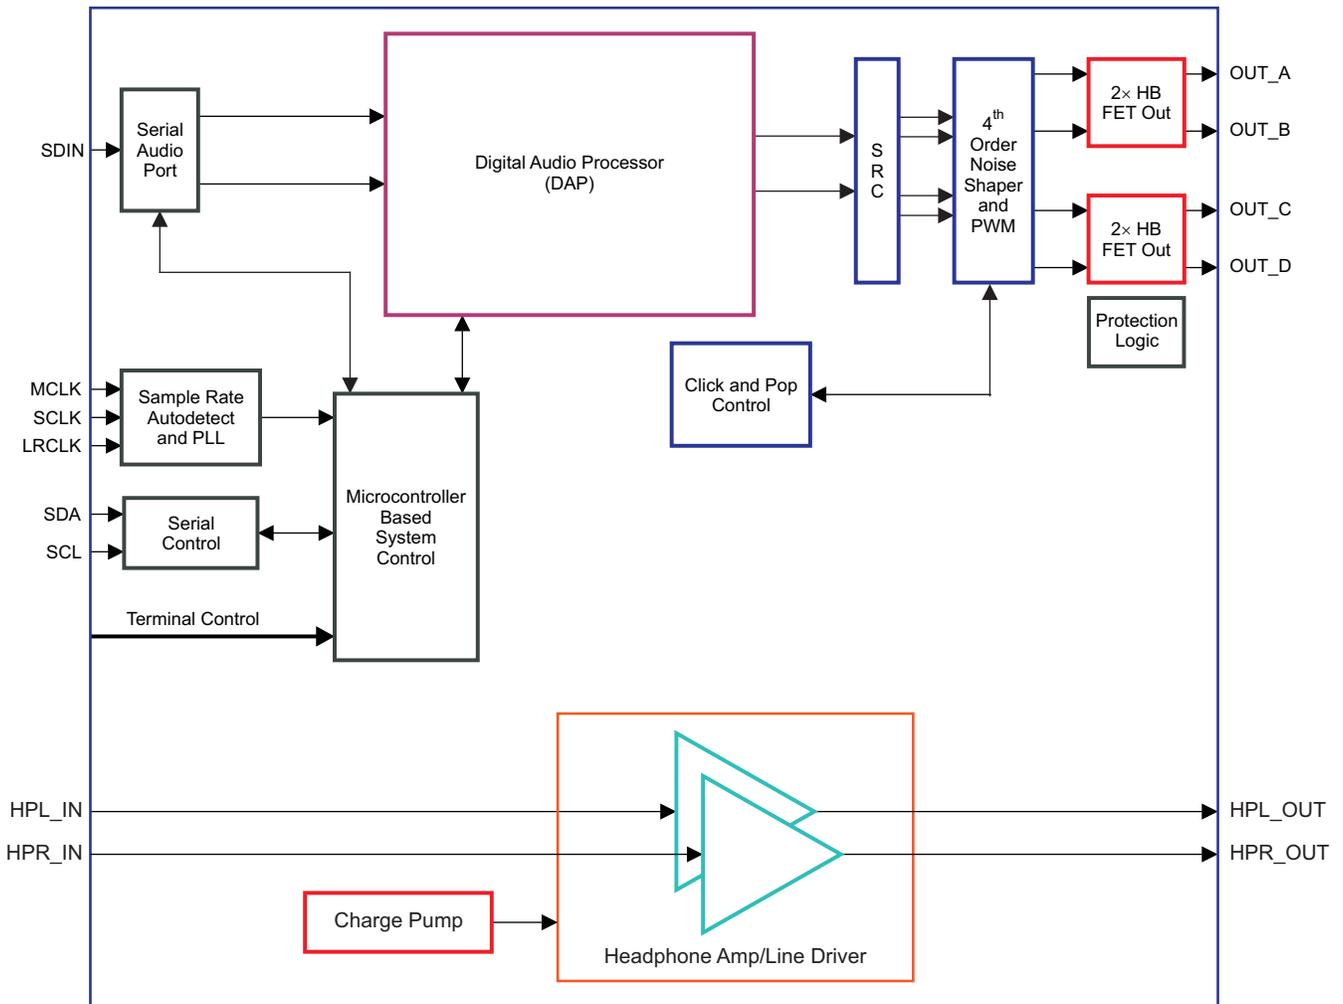 SDIN
Serial
Audio
Port
Digital Audio Processor
(DAP)
S
R
C
4th
Order
Noise
Shaper
and
PWM
2× HB
FET Out
OUT_A
OUT_B
2× HB
FET Out
OUT_C
OUT_D
Protection
Logic
Click and Pop
Control
MCLK
SCLK
LRCLK
Sample Rate
Autodetect
and PLL
SDA
SCL
Serial
Control
Microcontroller
Based
System
Control
Terminal Control
HPL_IN
HPR_IN
HPL_OUT
HPR_OUT
Charge Pump
Headphone Amp/Line Driver